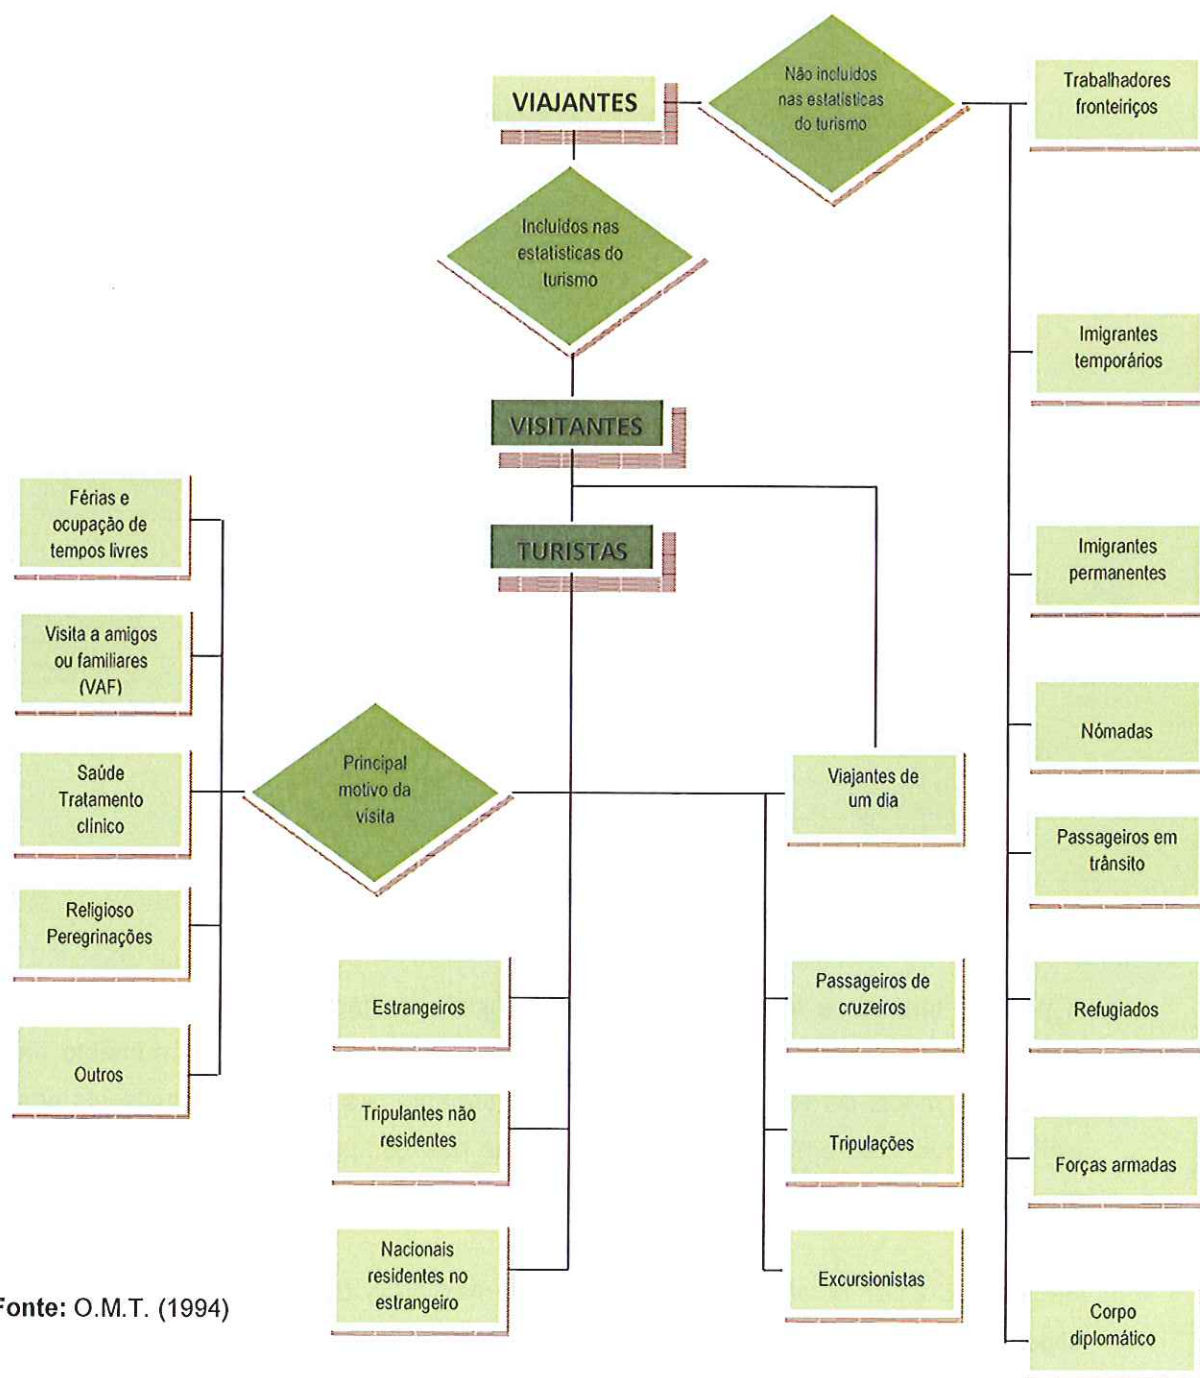 VIAJANTES
Não incluidos
nas estatísticas
do turismo
Trabalhadores
fronteiriços
Incluidos nas
estatísticas do
turismo
Imigrantes
temporários
VISITANTES
Férias e
ocupação de
tempos livres
TURISTAS
Imigrantes
permanentes
Visita a amigos
ou familiares
(VAF)
Nómadas
Saúde
Tratamento
clínico
Principal
motivo da
visita
Viajantes de
um dia
Passageiros em
trânsito
Religioso
Peregrinações
Estrangeiros
Passageiros de
cruzeiros
Refugiados
Outros
Tripulantes não
residentes
Tripulações
Forças armadas
Nacionais
residentes no
estrangeiro
Excursionistas
Corpo
diplomático
Fonte: O.M.T. (1994)